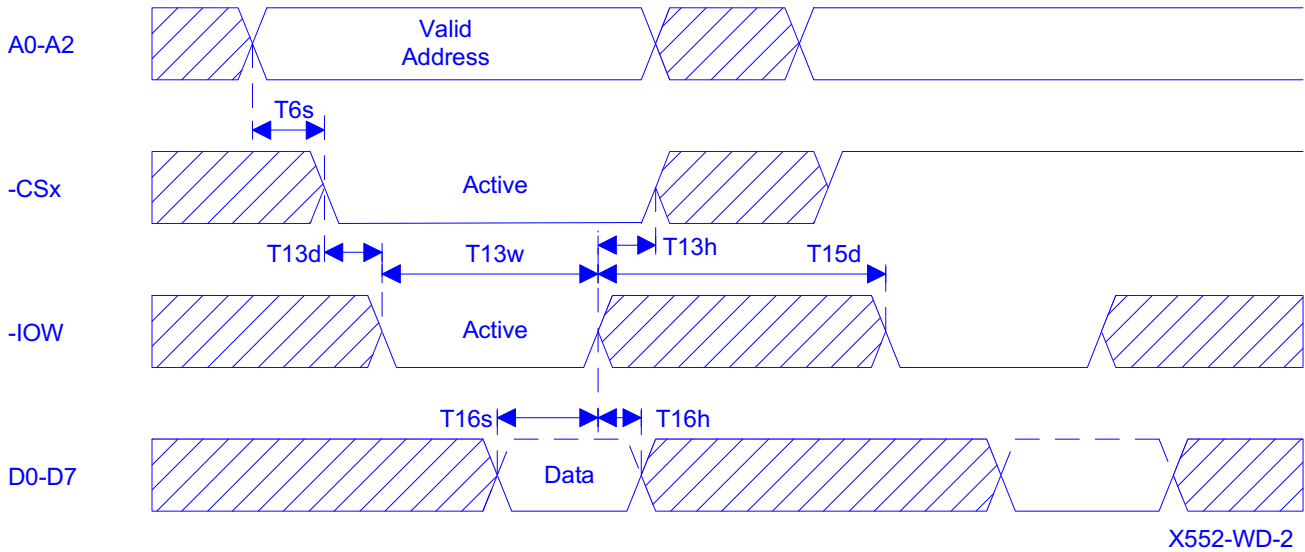 A0-A2
Valid
Address
T6s
-CSx
Active
T13d
T13w
T13h
T15d
-IOW
Active
T16s
T16h
D0-D7
Data
X552-WD-2